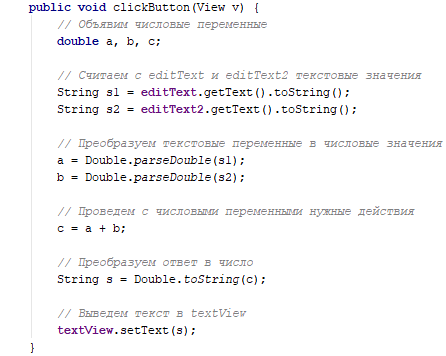 public void clickButton(View v) {
// Объявим числовые переменные
double a, b, c;
// Считаем с editText и editText2 текстовые значения
String s1 = editText.getText().toString();
String s2 = editText2.getText().toString();
// Преобразуем текстовые переменные в числовые значения
a = Double.parseDouble(s1);
b = Double.parseDouble(s2);
// Проведем с числовыми переменными нужные действия
c = a + b;
// Преобразуем ответ в число
String s = Double.toString(c);
// Выведем текст в textView
textView.setText(s);
}